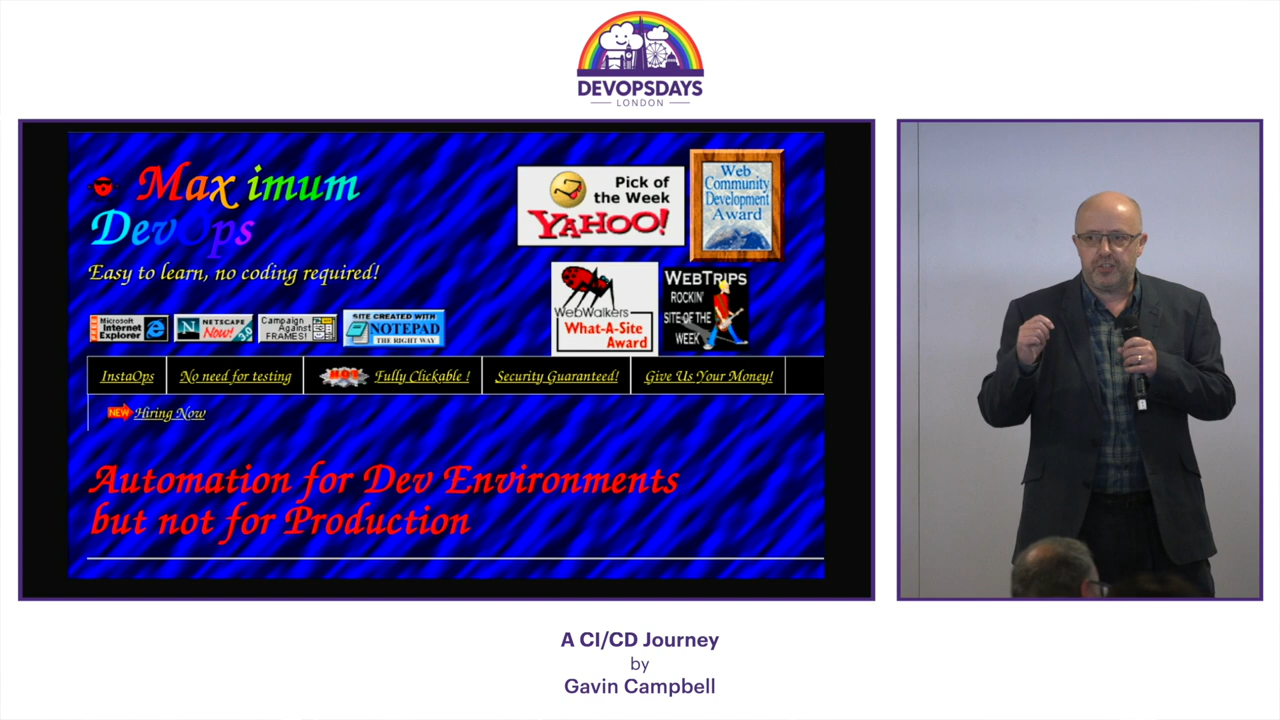 DEVOPSDAYS
LONDON
Max imum
DevOps
Easy to learn, no coding required!
Pick of
the Week
YAHOO!
Web
Community
Development
Award
WebWalkers
What-A-Site
Award
WEBTRIPS
ROCKIN'
SITE OF THE
WEEK
FREE
Microsoft
Internet
Explorer
N
NETSCAPE
Now! 3.0
Campaign
Against
FRAMES!
SITE CREATED WITH
NOTEPAD
THE RIGHT WAY
InstaOps
No need for testing
HOT
Fully Clickable !
Security Guaranteed!
Give Us Your Money!
NEW
Hiring Now
Automation for Dev Environments
but not for Production
A CI/CD Journey
by
Gavin Campbell